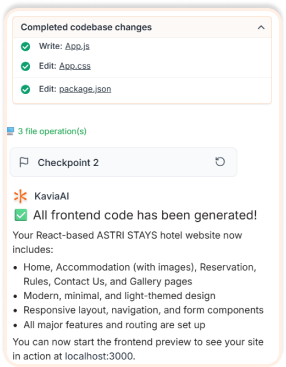 Completed codebase changes
Write: App.js
Edit: App.css
Edit: package.json
3 file operation(s)
Checkpoint 2
KaviaAI
All frontend code has been generated!
Your React-based ASTRI STAYS hotel website now
includes:
• Home, Accommodation (with images), Reservation,
Rules, Contact Us, and Gallery pages
• Modern, minimal, and light-themed design
• Responsive layout, navigation, and form components
• All major features and routing are set up
You can now start the frontend preview to see your site
in action at localhost:3000.